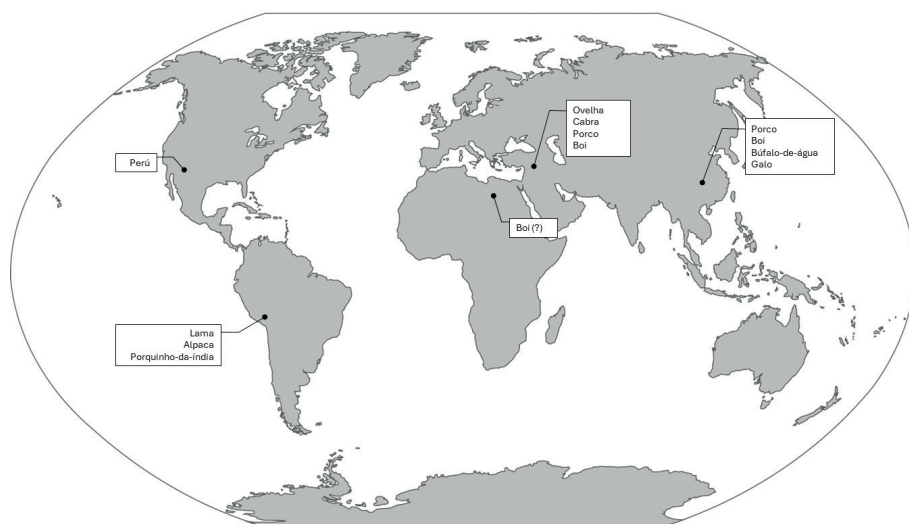 Perú
Lama
Alpaca
Porquinho-da-índia
Boi (?)
Ovelha
Cabra
Porco
Boi
Porco
Boi
Búfalo-de-água
Galo